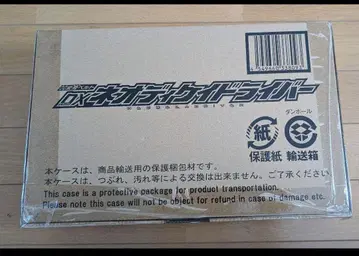 DXネオディケイドライバー
ダンボール
紙
保護紙 輸送箱
本ケースは、商品輸送用の保護梱包材です。
本ケースは、つぶれ、汚れ等による交換は出来ません。ご了承ください
This case is a protective package for product transportation.
Please note this case will not be object for refund in case of damage etc.